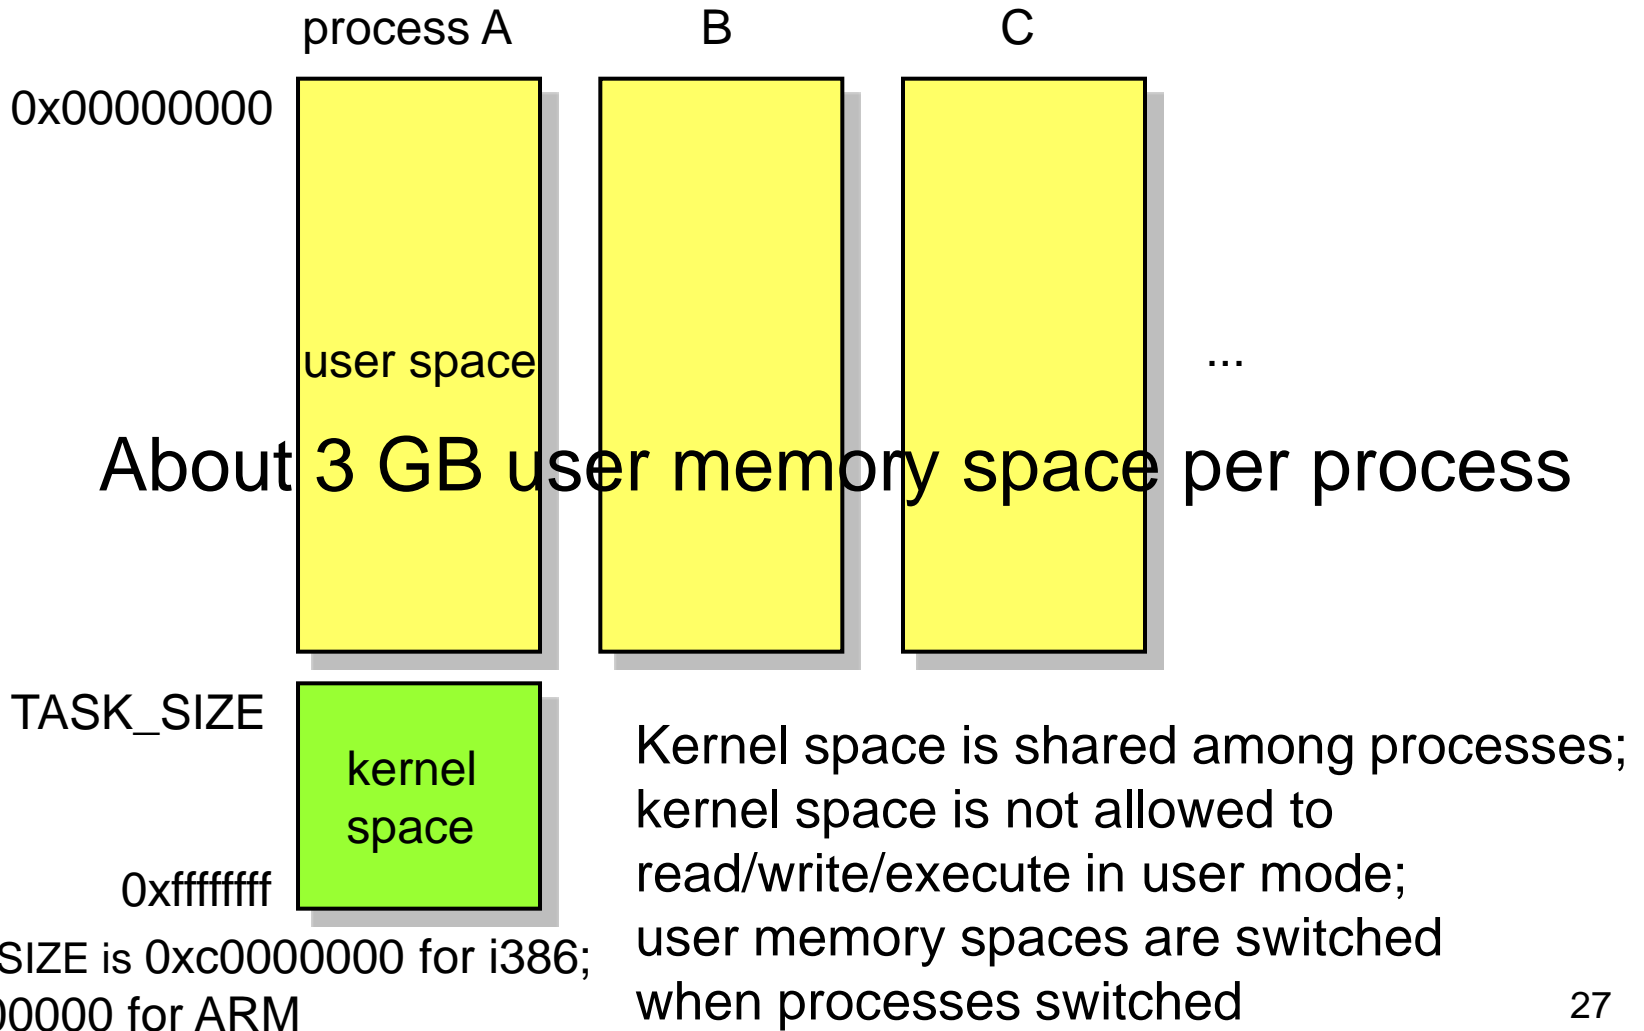 process A B C
0x00000000
user space
...
About 3 GB user memory space per process
TASK_SIZE
kernel
space
0xffffffff
SIZE is 0xc0000000 for i386;
00000 for ARM
Kernel space is shared among processes;
kernel space is not allowed to
read/write/execute in user mode;
user memory spaces are switched
when processes switched
27